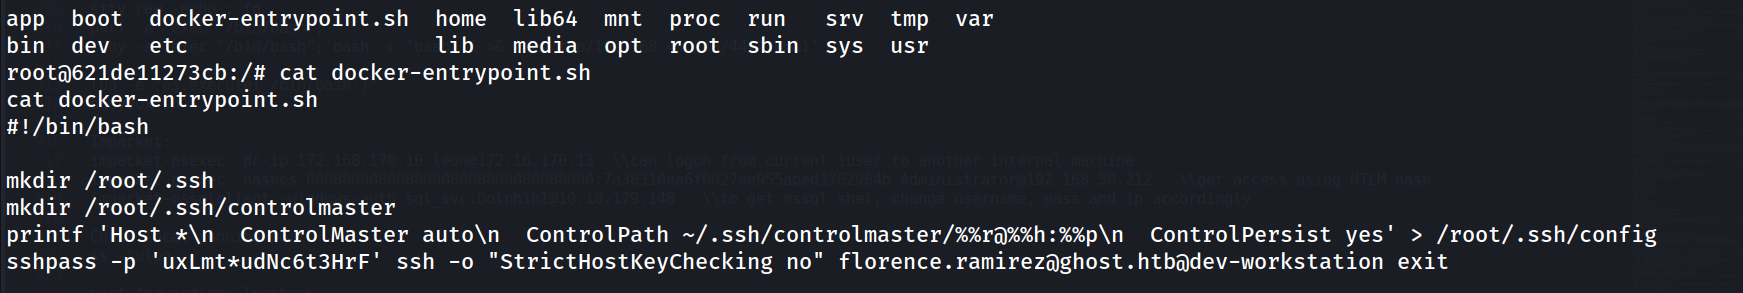 app  boot  docker-entrypoint.sh  home  lib64  mnt  proc  run   srv  tmp  var
bin  dev   etc                   lib   media  opt  root  sbin  sys  usr
root@621de11273cb:/# cat docker-entrypoint.sh
cat docker-entrypoint.sh
#!/bin/bash
impacket:
mkdir /root/.ssh
mkdir /root/.ssh/controlmaster
printf 'Host *\n  ControlMaster auto\n  ControlPath ~/.ssh/controlmaster/%%r@%%h:%%p\n  ControlPersist yes' > /root/.ssh/config
sshpass -p 'uxLmt*udNc6t3HrF' ssh -o "StrictHostKeyChecking no" florence.ramirez@ghost.htb@dev-workstation exit